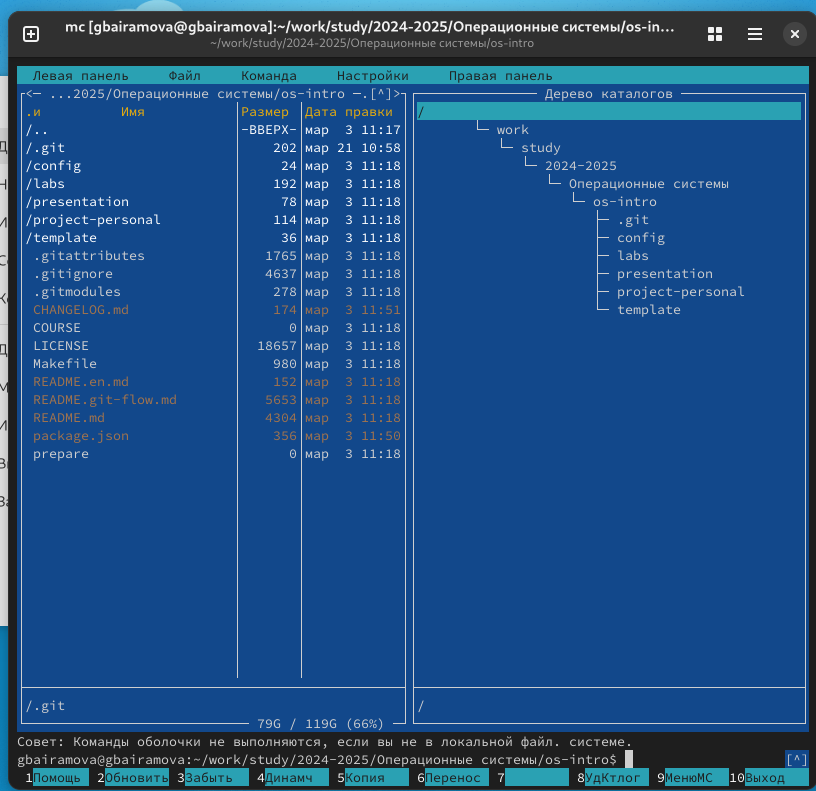 mc [gbairamova@gbairamova]:~/work/study/2024-2025/Операционные системы/os-in…
~/work/study/2024-2025/Операционные системы/os-intro
Левая панель Файл Команда Настройки Правая панель
<— ...2025/Операционные системы/os-intro —.[^]>
.и Имя Размер Дата правки
/.. -ВВЕРХ- мар 3 11:17
/.git 202 мар 21 10:58
/config 24 мар 3 11:18
/labs 192 мар 3 11:18
/presentation 78 мар 3 11:18
/project-personal 114 мар 3 11:18
/template 36 мар 3 11:18
.gitattributes 1765 мар 3 11:18
.gitignore 4637 мар 3 11:18
.gitmodules 278 мар 3 11:18
CHANGELOG.md 174 мар 3 11:51
COURSE 0 мар 3 11:18
LICENSE 18657 мар 3 11:18
Makefile 980 мар 3 11:18
README.en.md 152 мар 3 11:18
README.git-flow.md 5653 мар 3 11:18
README.md 4304 мар 3 11:18
package.json 356 мар 3 11:50
prepare 0 мар 3 11:18
/.git
79G / 119G (66%)
Дерево каталогов
/
work
study
2024-2025
Операционные системы
os-intro
.git
config
labs
presentation
project-personal
template
/
Совет: Команды оболочки не выполняются, если вы не в локальной файл. системе.
gbairamova@gbairamova:~/work/study/2024-2025/Операционные системы/os-intro$ [^]
1Помощь 2Обновить 3Забыть 4Динамч 5Копия 6Перенос 7 8УдКтлог 9МенюМС 10Выход